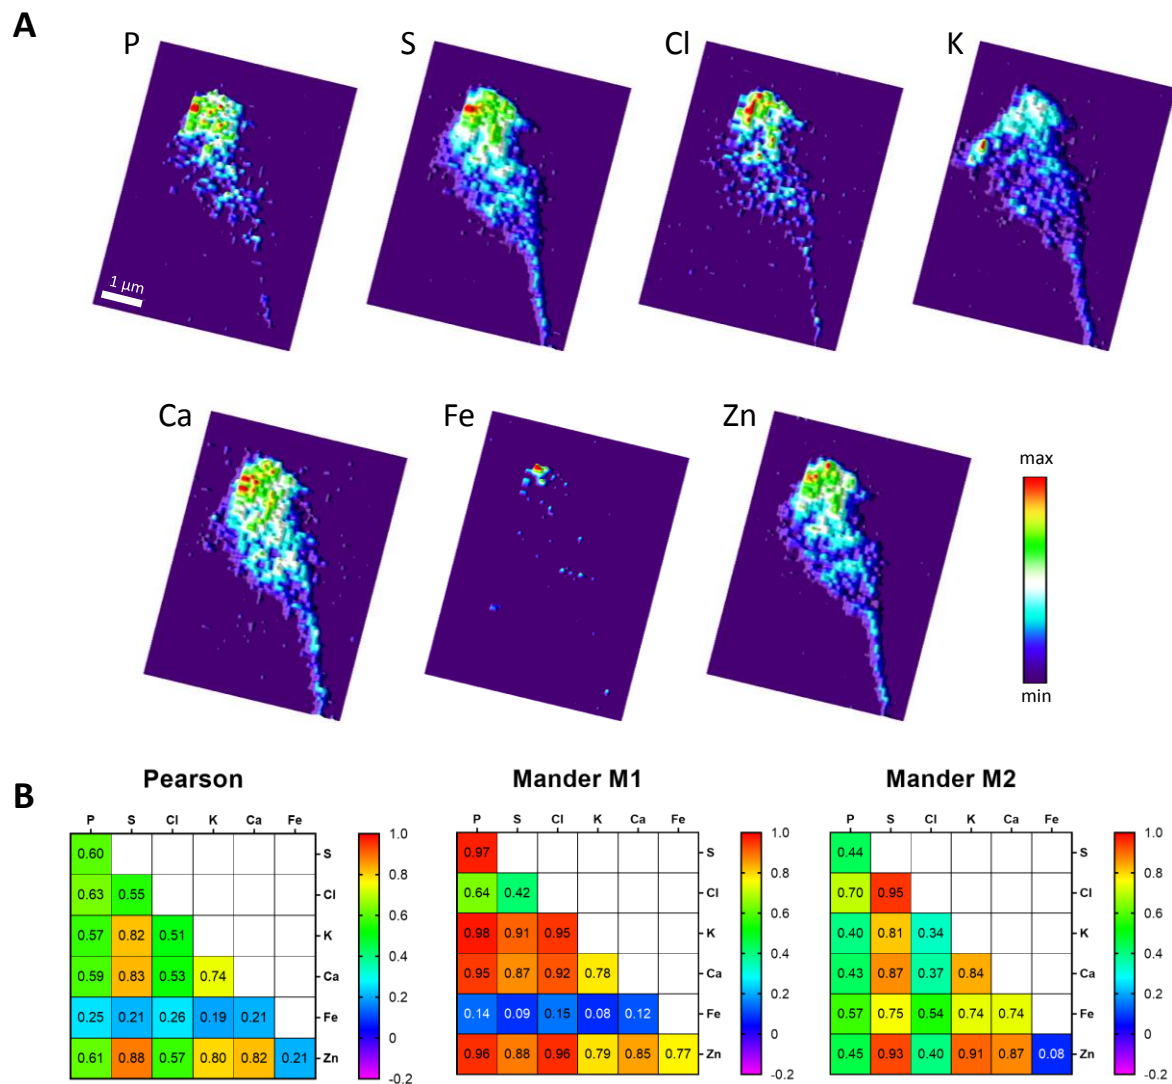 A
P S Cl K
1 µm
Ca Fe Zn
max
min
B
Pearson Mander M1 Mander M2
P S Cl K Ca Fe
0.60 S
0.63 0.55 Cl
0.57 0.82 0.51 K
0.59 0.83 0.53 0.74 Ca
0.25 0.21 0.26 0.19 0.21 Fe
0.61 0.88 0.57 0.80 0.82 0.21 Zn
1.0
0.8
0.6
0.4
0.2
0
-0.2
P S Cl K Ca Fe
0.97 S
0.64 0.42 Cl
0.98 0.91 0.95 K
0.95 0.87 0.92 0.78 Ca
0.14 0.09 0.15 0.08 0.12 Fe
0.96 0.88 0.96 0.79 0.85 0.77 Zn
1.0
0.8
0.6
0.4
0.2
0
-0.2
P S Cl K Ca Fe
0.44 S
0.70 0.95 Cl
0.40 0.81 0.34 K
0.43 0.87 0.37 0.84 Ca
0.57 0.75 0.54 0.74 0.74 Fe
0.45 0.93 0.40 0.91 0.87 0.08 Zn
1.0
0.8
0.6
0.4
0.2
0
-0.2